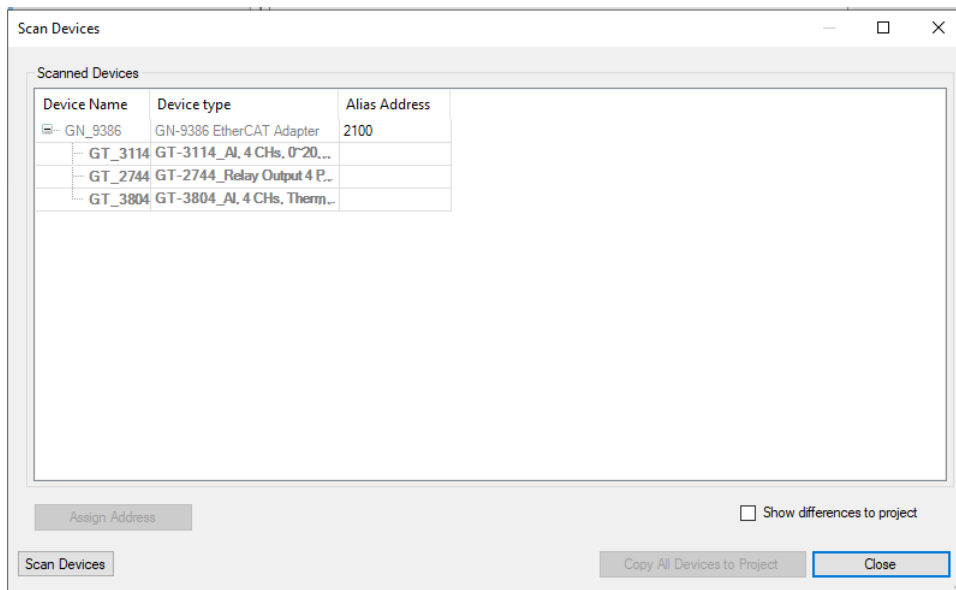 Scan Devices
Scanned Devices
Device Name Device type Alias Address
GN_9386 GN-9386 EtherCAT Adapter 2100
GT_3114 GT-3114_AI, 4 CHs, 0~20,...
GT_2744 GT-2744_Relay Output 4 P...
GT_3804 GT-3804_AI, 4 CHs, Therm,..
Assign Address
Show differences to project
Scan Devices
Copy All Devices to Project
Close